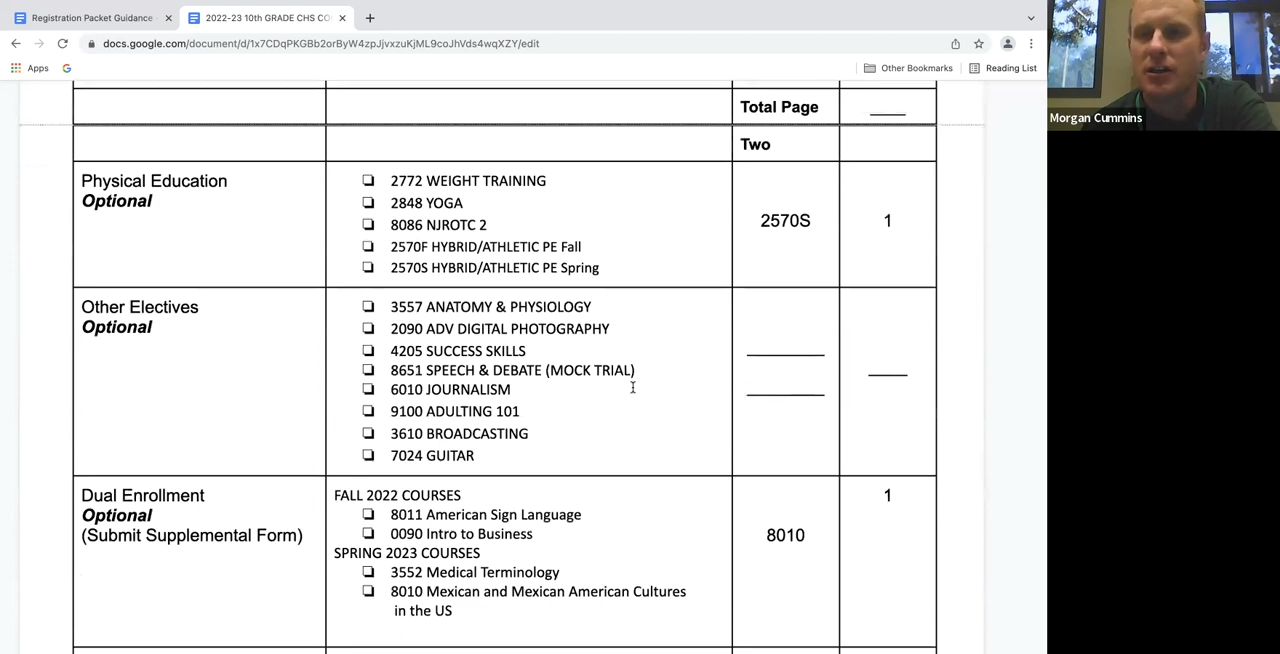 Registration Packet Guidance
2022-23 10th GRADE CHS CO
docs.google.com/document/d/1x7CDqPKGBb2orByW4zpJjvxzuKjML9coJhVds4wqXZY/edit
Apps
Other Bookmarks
Reading List
Morgan Cummins
Total Page
Two
Physical Education
Optional
2772 WEIGHT TRAINING
2848 YOGA
8086 NJROTC 2
2570F HYBRID/ATHLETIC PE Fall
2570S HYBRID/ATHLETIC PE Spring
2570S
1
Other Electives
Optional
3557 ANATOMY & PHYSIOLOGY
2090 ADV DIGITAL PHOTOGRAPHY
4205 SUCCESS SKILLS
8651 SPEECH & DEBATE (MOCK TRIAL)
6010 JOURNALISM
9100 ADULTING 101
3610 BROADCASTING
7024 GUITAR
Dual Enrollment
Optional
(Submit Supplemental Form)
FALL 2022 COURSES
8011 American Sign Language
0090 Intro to Business
SPRING 2023 COURSES
3552 Medical Terminology
8010 Mexican and Mexican American Cultures
in the US
8010
1